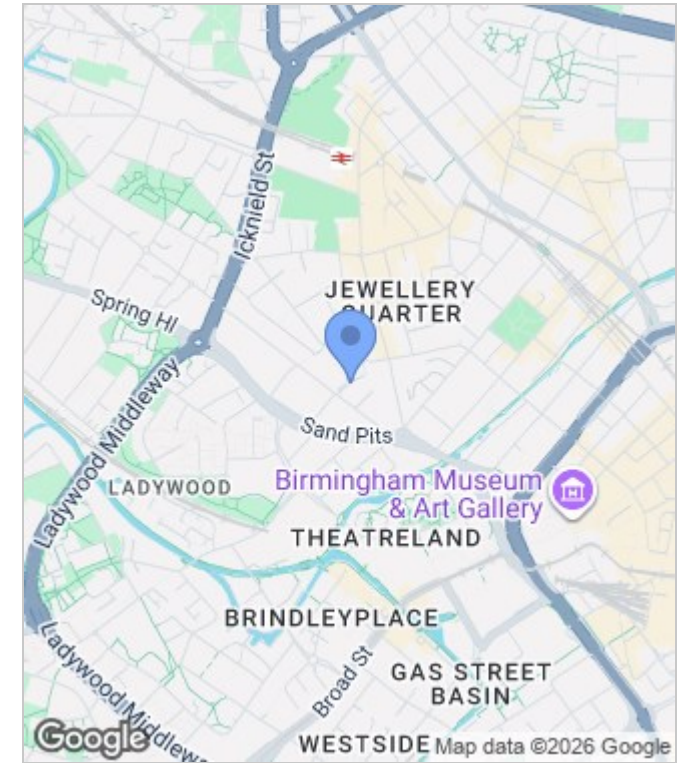 Icknield St
JEWELLERY
QUARTER
Spring Hl
Ladywood Middleway
Sand Pits
LADYWOOD
Birmingham Museum
& Art Gallery
THEATRELAND
BRINDLEYPLACE
Ladywood Middlew
Broad St
GAS STREET
BASIN
WESTSIDE
Google
Map data ©2026 Google